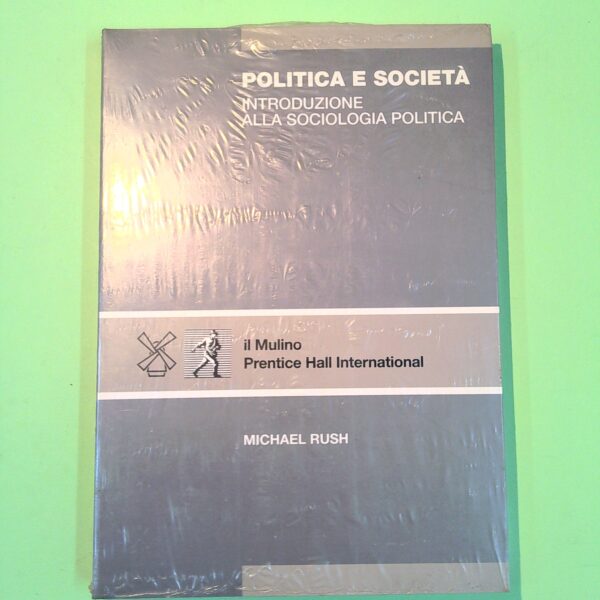 POLITICA E SOCIETÀ
INTRODUZIONE
ALLA SOCIOLOGIA POLITICA
il Mulino
Prentice Hall International
MICHAEL RUSH